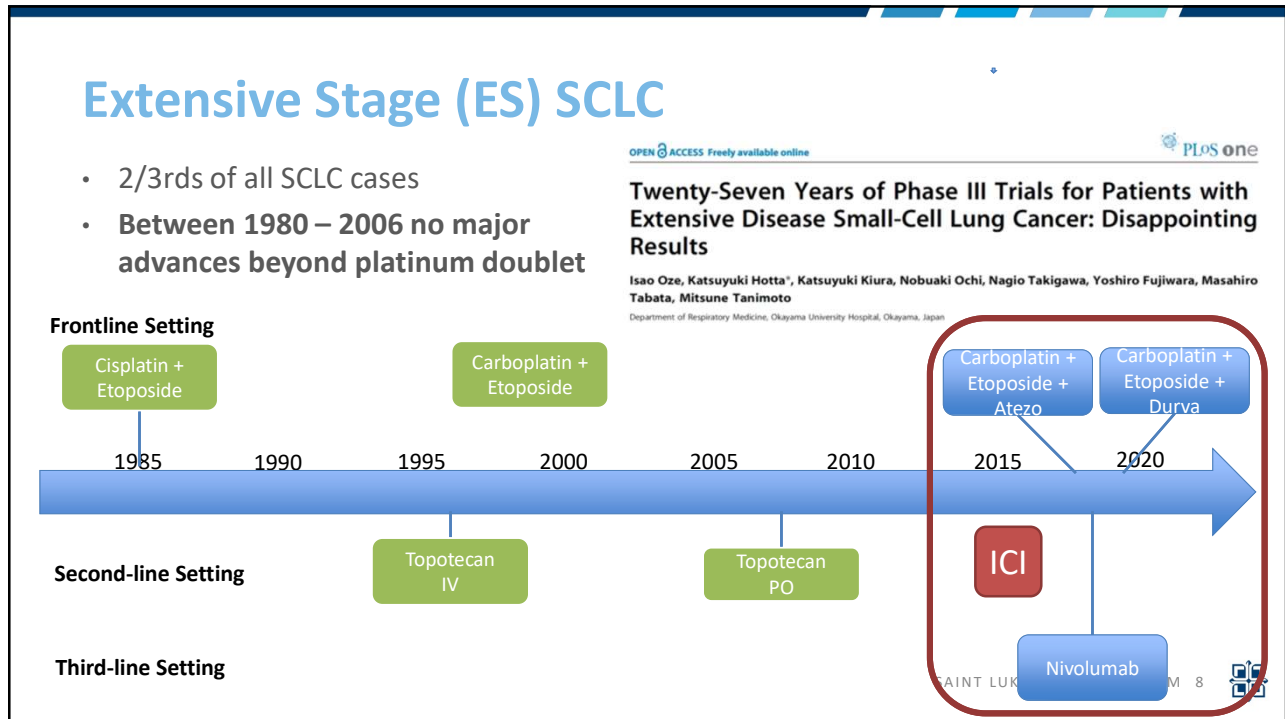 Extensive Stage (ES) SCLC
• 2/3rds of all SCLC cases
• Between 1980 – 2006 no major
advances beyond platinum doublet
OPEN ACCESS Freely available online
PLoS one
Twenty-Seven Years of Phase III Trials for Patients with
Extensive Disease Small-Cell Lung Cancer: Disappointing
Results
Isao Oze, Katsuyuki Hotta*, Katsuyuki Kiura, Nobuaki Ochi, Nagio Takigawa, Yoshiro Fujiwara, Masahiro
Tabata, Mitsune Tanimoto
Department of Respiratory Medicine, Okayama University Hospital, Okayama, Japan
Frontline Setting
Cisplatin +
Etoposide
Carboplatin +
Etoposide
Carboplatin +
Etoposide +
Atezo
Carboplatin +
Etoposide +
Durva
1985
1990
1995
2000
2005
2010
2015
2020
Second-line Setting
Topotecan
IV
Topotecan
PO
ICI
Third-line Setting
Nivolumab
SAINT LUK M 8